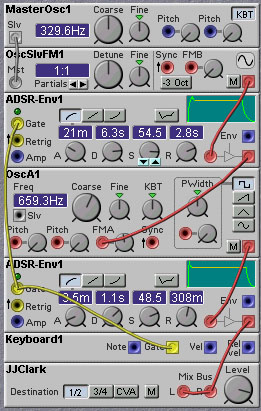 MasterOsc1
Coarse Fine Pitch Pitch KBT
Slv 329.6Hz
OscSlvFM1
Detune Fine Sync FMB
Mst 1:1
Partials -3 Oct M
ADSR-Env1
Gate 21m 6.3s 54.5 2.8s
Retrig Env
Amp A D S R
OscA1
PWidth
Freq Coarse Fine KBT
659.3Hz
Slv
Pitch Pitch FMA Sync M
ADSR-Env1
Gate 3.5m 1.1s 48.5 308m
Retrig Env
Amp A D S R
Keyboard1
Note Gate Vel Rel Vel
JJClark
Mix Bus Level
Destination 1/2 3/4 CVA M L R